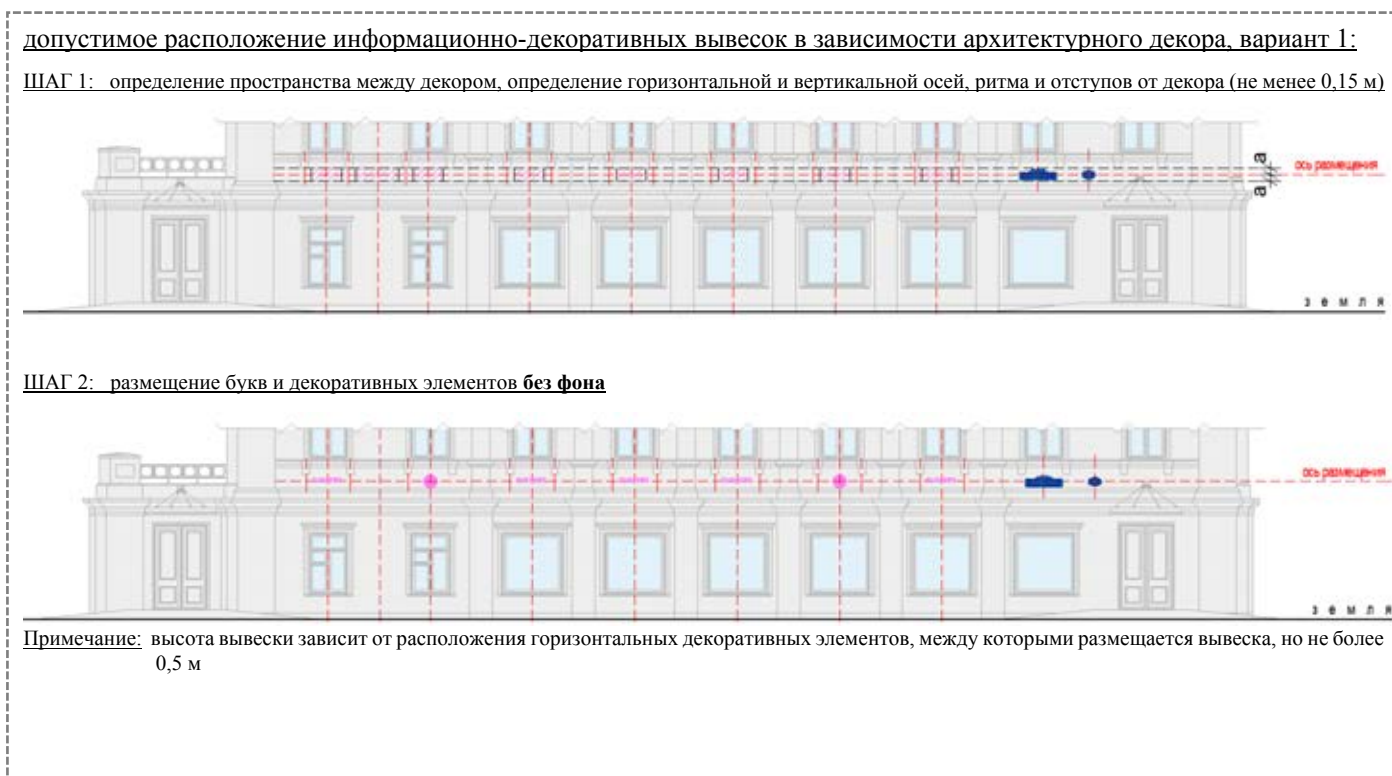 допустимое расположение информационно-декоративных вывесок в зависимости архитектурного декора, вариант 1:
ШАГ 1: определение пространства между декором, определение горизонтальной и вертикальной осей, ритма и отступов от декора (не менее 0,15 м)
а
ось размещения
а
земля
ШАГ 2: размещение букв и декоративных элементов без фона
ось размещения
земля
Примечание: высота вывески зависит от расположения горизонтальных декоративных элементов, между которыми размещается вывеска, но не более
0,5 м